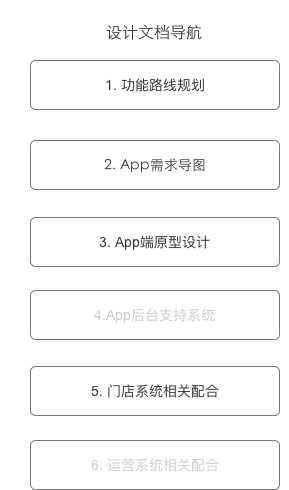 设计文档导航
1. 功能路线规划
2. App需求导图
3. App端原型设计
4.App后台支持系统
5. 门店系统相关配合
6. 运营系统相关配合